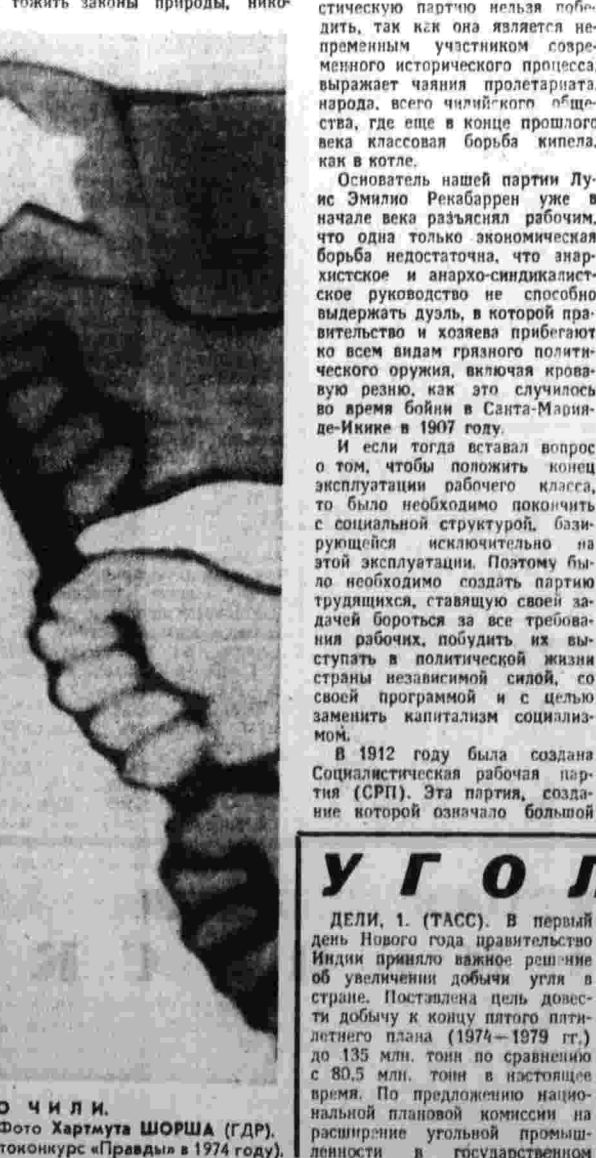 тожить законы природы, нико-
О ЧИЛИ.
Фото Хартмута ШОРША (ГДР).
токонкурс «Правды» в 1974 году).
стическую партию нельзя побе-
дить, так как она является не-
пременным участником совре-
менного исторического процесса,
выражает чаяния пролетариата,
народа, всего чилийского обще-
ства, где еще в конце прошлого
века классовая борьба кипела,
как в котле.
Основатель нашей партии Лу-
ис Эмилио Рекабаррен уже в
начале века разъяснял рабочим,
что одна только экономическая
борьба недостаточна, что анар-
хистское и анархо-синдикалист-
ское руководство не способно
выдержать дуэль, в которой пра-
вительство и хозяева прибегают
ко всем видам грязного полити-
ческого оружия, включая крова-
вую резню, как это случилось
во время бойни в Санта-Мария-
де-Икике в 1907 году.
И если тогда вставал вопрос
о том, чтобы положить конец
эксплуатации рабочего класса,
то было необходимо покончить
с социальной структурой, бази-
рующейся исключительно на
этой эксплуатации. Поэтому бы-
ло необходимо создать партию
трудящихся, ставящую своей за-
дачей бороться за все требова-
ния рабочих, побудить их вы-
ступать в политической жизни
страны независимой силой, со
своей программой и с целью
заменить капитализм социализ-
мом.
В 1912 году была создана
Социалистическая рабочая пар-
тия (СРП). Эта партия, созда-
ние которой означало большой
УГОЛ
ДЕЛИ, 1. (ТАСС). В первый
день Нового года правительство
Индии приняло важное решение
об увеличении добычи угля в
стране. Поставлена цель довес-
ти добычу к концу пятого пяти-
летнего плана (1974—1979 гг.)
до 135 млн. тонн по сравнению
с 80,5 млн. тонн в настоящее
время. По предложению нацио-
нальной плановой комиссии на
расширение угольной промыш-
ленности в государственном